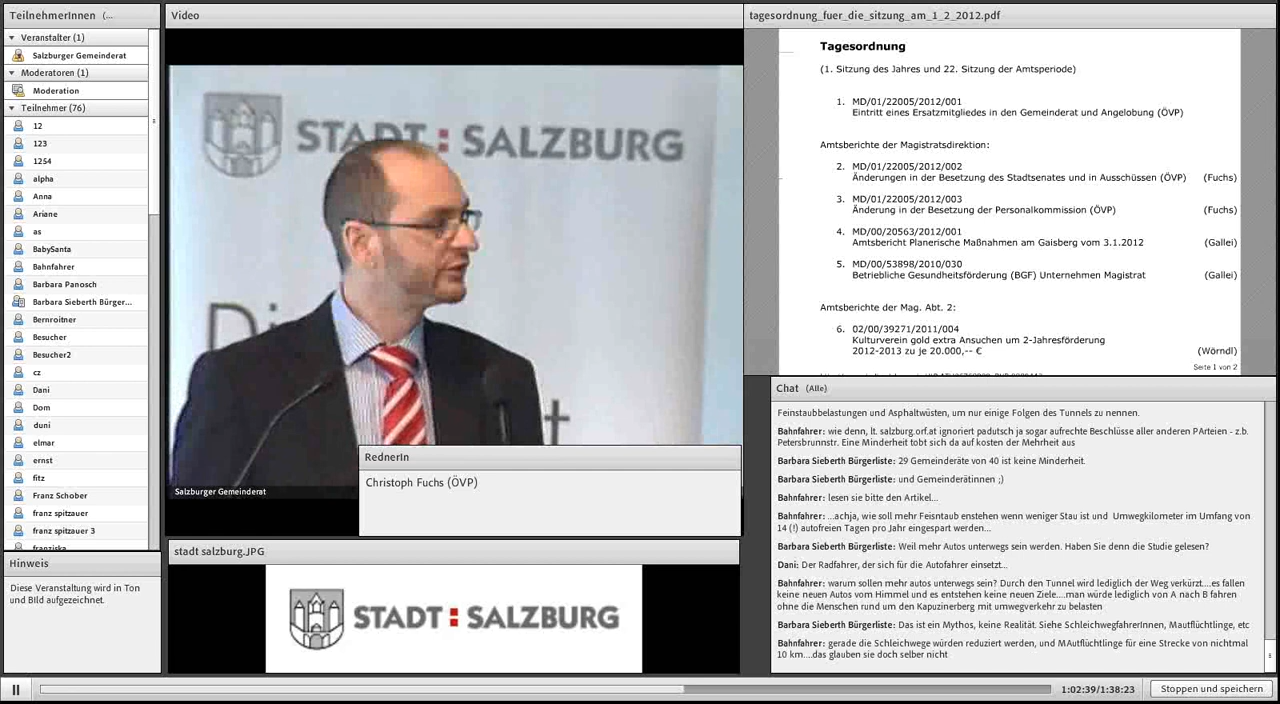 TeilnehmerInnen (...
Veranstalter (1)
Salzburger Gemeinderat
Moderatoren (1)
Moderation
Teilnehmer (76)
12
123
1254
alpha
Anna
Ariane
as
BabySanta
Bahnfahrer
Barbara Panosch
Barbara Sieberth Bürger...
Bernroitner
Besucher
Besucher2
cz
Dani
Dom
duni
elmar
ernst
fitz
Franz Schober
franz spitzauer
franz spitzauer 3
franziska
Hinweis
Diese Veranstaltung wird in Ton
und BIld aufgezeichnet.
Video
STADT : SALZBURG
Di
t
Salzburger Gemeinderat
RednerIn
Christoph Fuchs (ÖVP)
stadt salzburg.JPG
STADT : SALZBURG
tagesordnung_fuer_die_sitzung_am_1_2_2012.pdf
Tagesordnung
(1. Sitzung des Jahres und 22. Sitzung der Amtsperiode)
1. MD/01/22005/2012/001
Eintritt eines Ersatzmitgliedes in den Gemeinderat und Angelobung (ÖVP)
Amtsberichte der Magistratsdirektion:
2. MD/01/22005/2012/002
Änderungen in der Besetzung des Stadtsenates und in Ausschüssen (ÖVP) (Fuchs)
3. MD/01/22005/2012/003
Änderung in der Besetzung der Personalkommission (ÖVP) (Fuchs)
4. MD/00/20563/2012/001
Amtsbericht Planerische Maßnahmen am Gaisberg vom 3.1.2012 (Gallei)
5. MD/00/53898/2010/030
Betriebliche Gesundheitsförderung (BGF) Unternehmen Magistrat (Gallei)
Amtsberichte der Mag. Abt. 2:
6. 02/00/39271/2011/004
Kulturverein gold extra Ansuchen um 2-Jahresförderung
2012-2013 zu je 20.000,-- € (Wörndl)
Seite 1 von 2
Chat (Alle)
Feinstaubbelastungen und Asphaltwüsten, um nur einige Folgen des Tunnels zu nennen.
Bahnfahrer: wie denn, lt. salzburg.orf.at ignoriert padutsch ja sogar aufrechte Beschlüsse aller anderen PArteien - z.b.
Petersbrunnstr. Eine Minderheit tobt sich da auf kosten der Mehrheit aus
Barbara Sieberth Bürgerliste: 29 Gemeinderäte von 40 ist keine Minderheit.
Barbara Sieberth Bürgerliste: und Gemeinderätinnen ;)
Bahnfahrer: lesen sie bitte den Artikel...
Bahnfahrer: ...achja, wie soll mehr Feisntaub enstehen wenn weniger Stau ist und Umwegkilometer im Umfang von
14 (!) autofreien Tagen pro Jahr eingespart werden...
Barbara Sieberth Bürgerliste: Weil mehr Autos unterwegs sein werden. Haben Sie denn die Studie gelesen?
Dani: Der Radfahrer, der sich für die Autofahrer einsetzt...
Bahnfahrer: warum sollen mehr autos unterwegs sein? Durch den Tunnel wird lediglich der Weg verkürzt....es fallen
keine neuen Autos vom Himmel und es entstehen keine neuen Ziele....man würde lediglich von A nach B fahren
ohne die Menschen rund um den Kapuzinerberg mit umwegverkehr zu belasten
Barbara Sieberth Bürgerliste: Das ist ein Mythos, keine Realität. Siehe SchleichwegfahrerInnen, Mautflüchtlinge, etc
Bahnfahrer: gerade die Schleichwege würden reduziert werden, und MAutflüchtlinge für eine Strecke von nichtmal
10 km....das glauben sie doch selber nicht
1:02:39/1:38:23
Stoppen und speichern